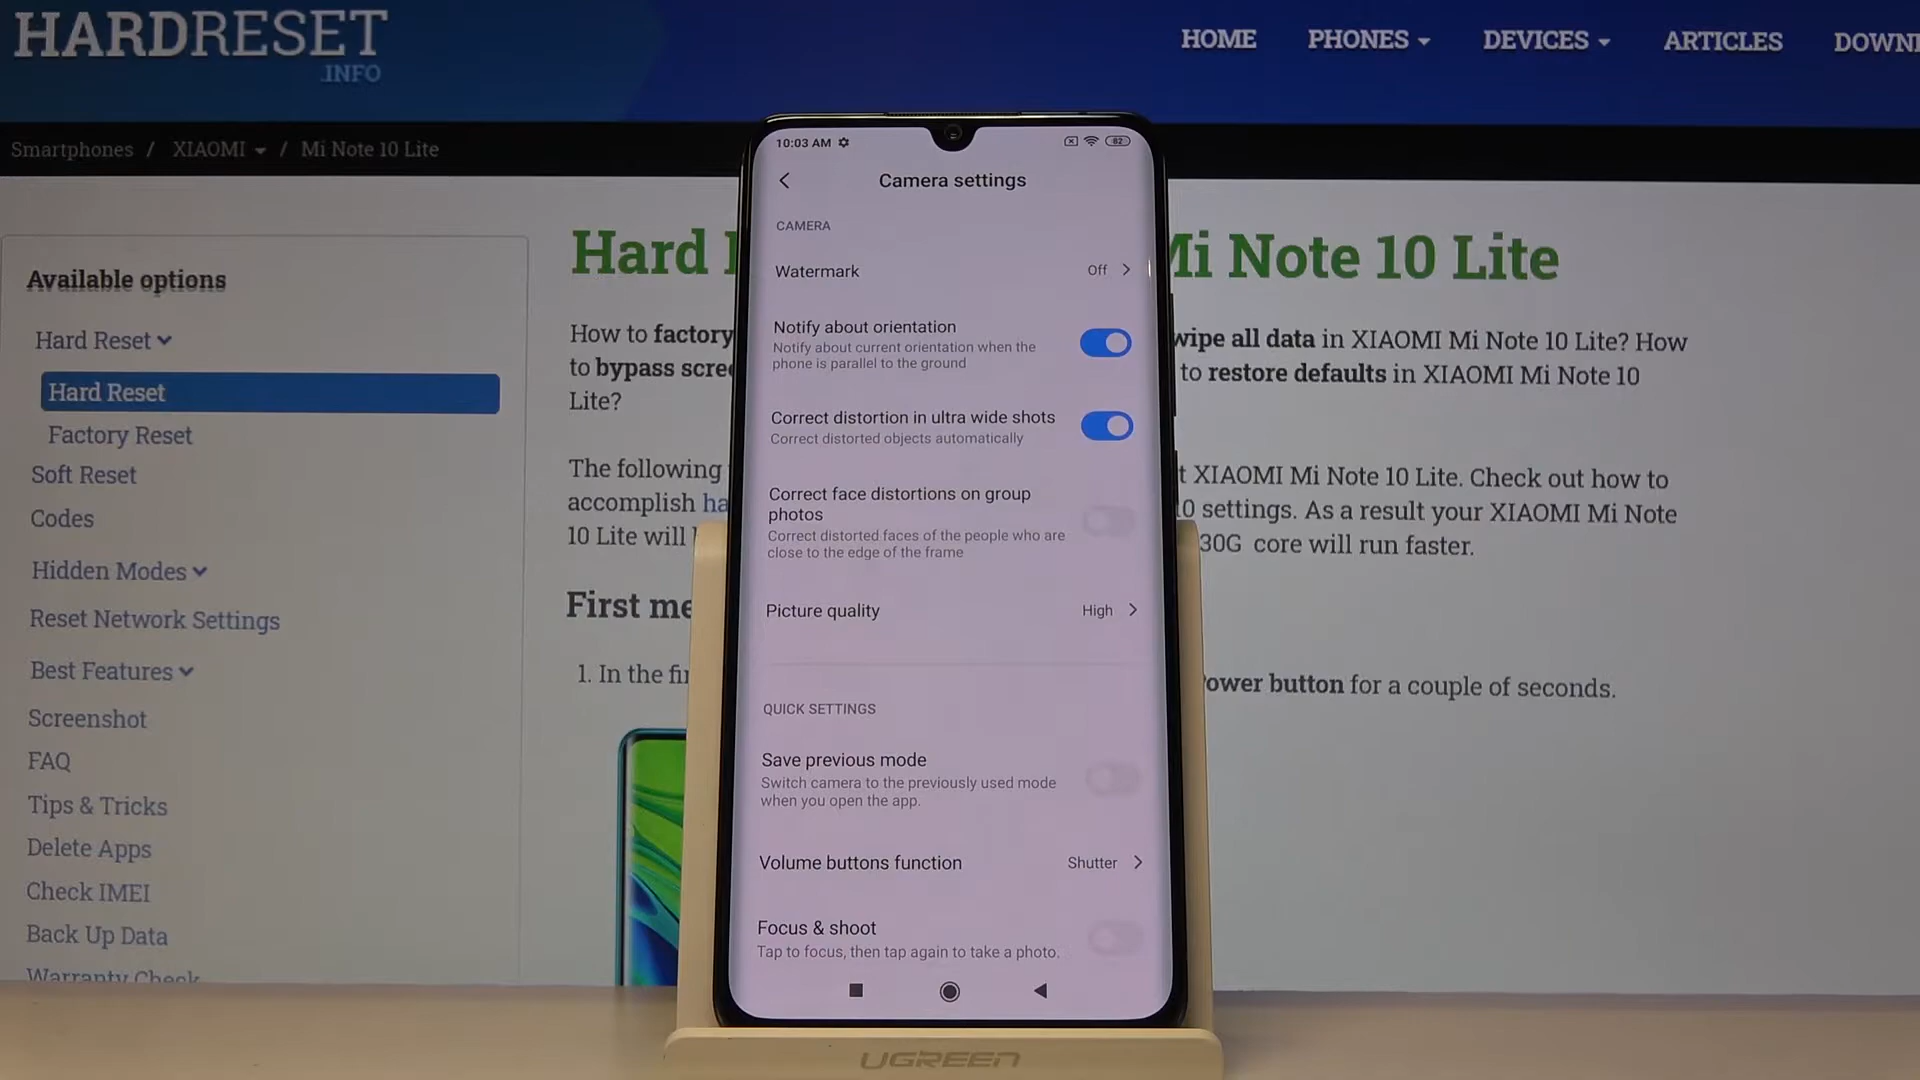 HARDRESET
.INFO
HOME PHONES DEVICES ARTICLES
Smartphones / XIAOMI / Mi Note 10 Lite
Available options
Hard Reset
Hard Reset
Factory Reset
Soft Reset
Codes
Hidden Modes
Reset Network Settings
Best Features
Screenshot
FAQ
Tips & Tricks
Delete Apps
Check IMEI
Back Up Data
Warranty Check
Hard
Mi Note 10 Lite
How to factory
wipe all data in XIAOMI Mi Note 10 Lite? How
to bypass
to restore defaults in XIAOMI Mi Note 10
Lite?
The following
XIAOMI Mi Note 10 Lite. Check out how to
accomplish
10 settings. As a result your XIAOMI Mi Note
10 Lite will
30G core will run faster.
First
1. In the
button for a couple of seconds.
10:03 AM
82
Camera settings
CAMERA
Watermark Off
Notify about orientation
Notify about current orientation when the
phone is parallel to the ground
Correct distortion in ultra wide shots
Correct distorted objects automatically
Correct face distortions on group
photos
Correct distorted faces of the people who are
close to the edge of the frame
Picture quality High
QUICK SETTINGS
Save previous mode
Switch camera to the previously used mode
when you open the app.
Volume buttons function Shutter
Focus & shoot
Tap to focus, then tap again to take a photo.
UGREEN